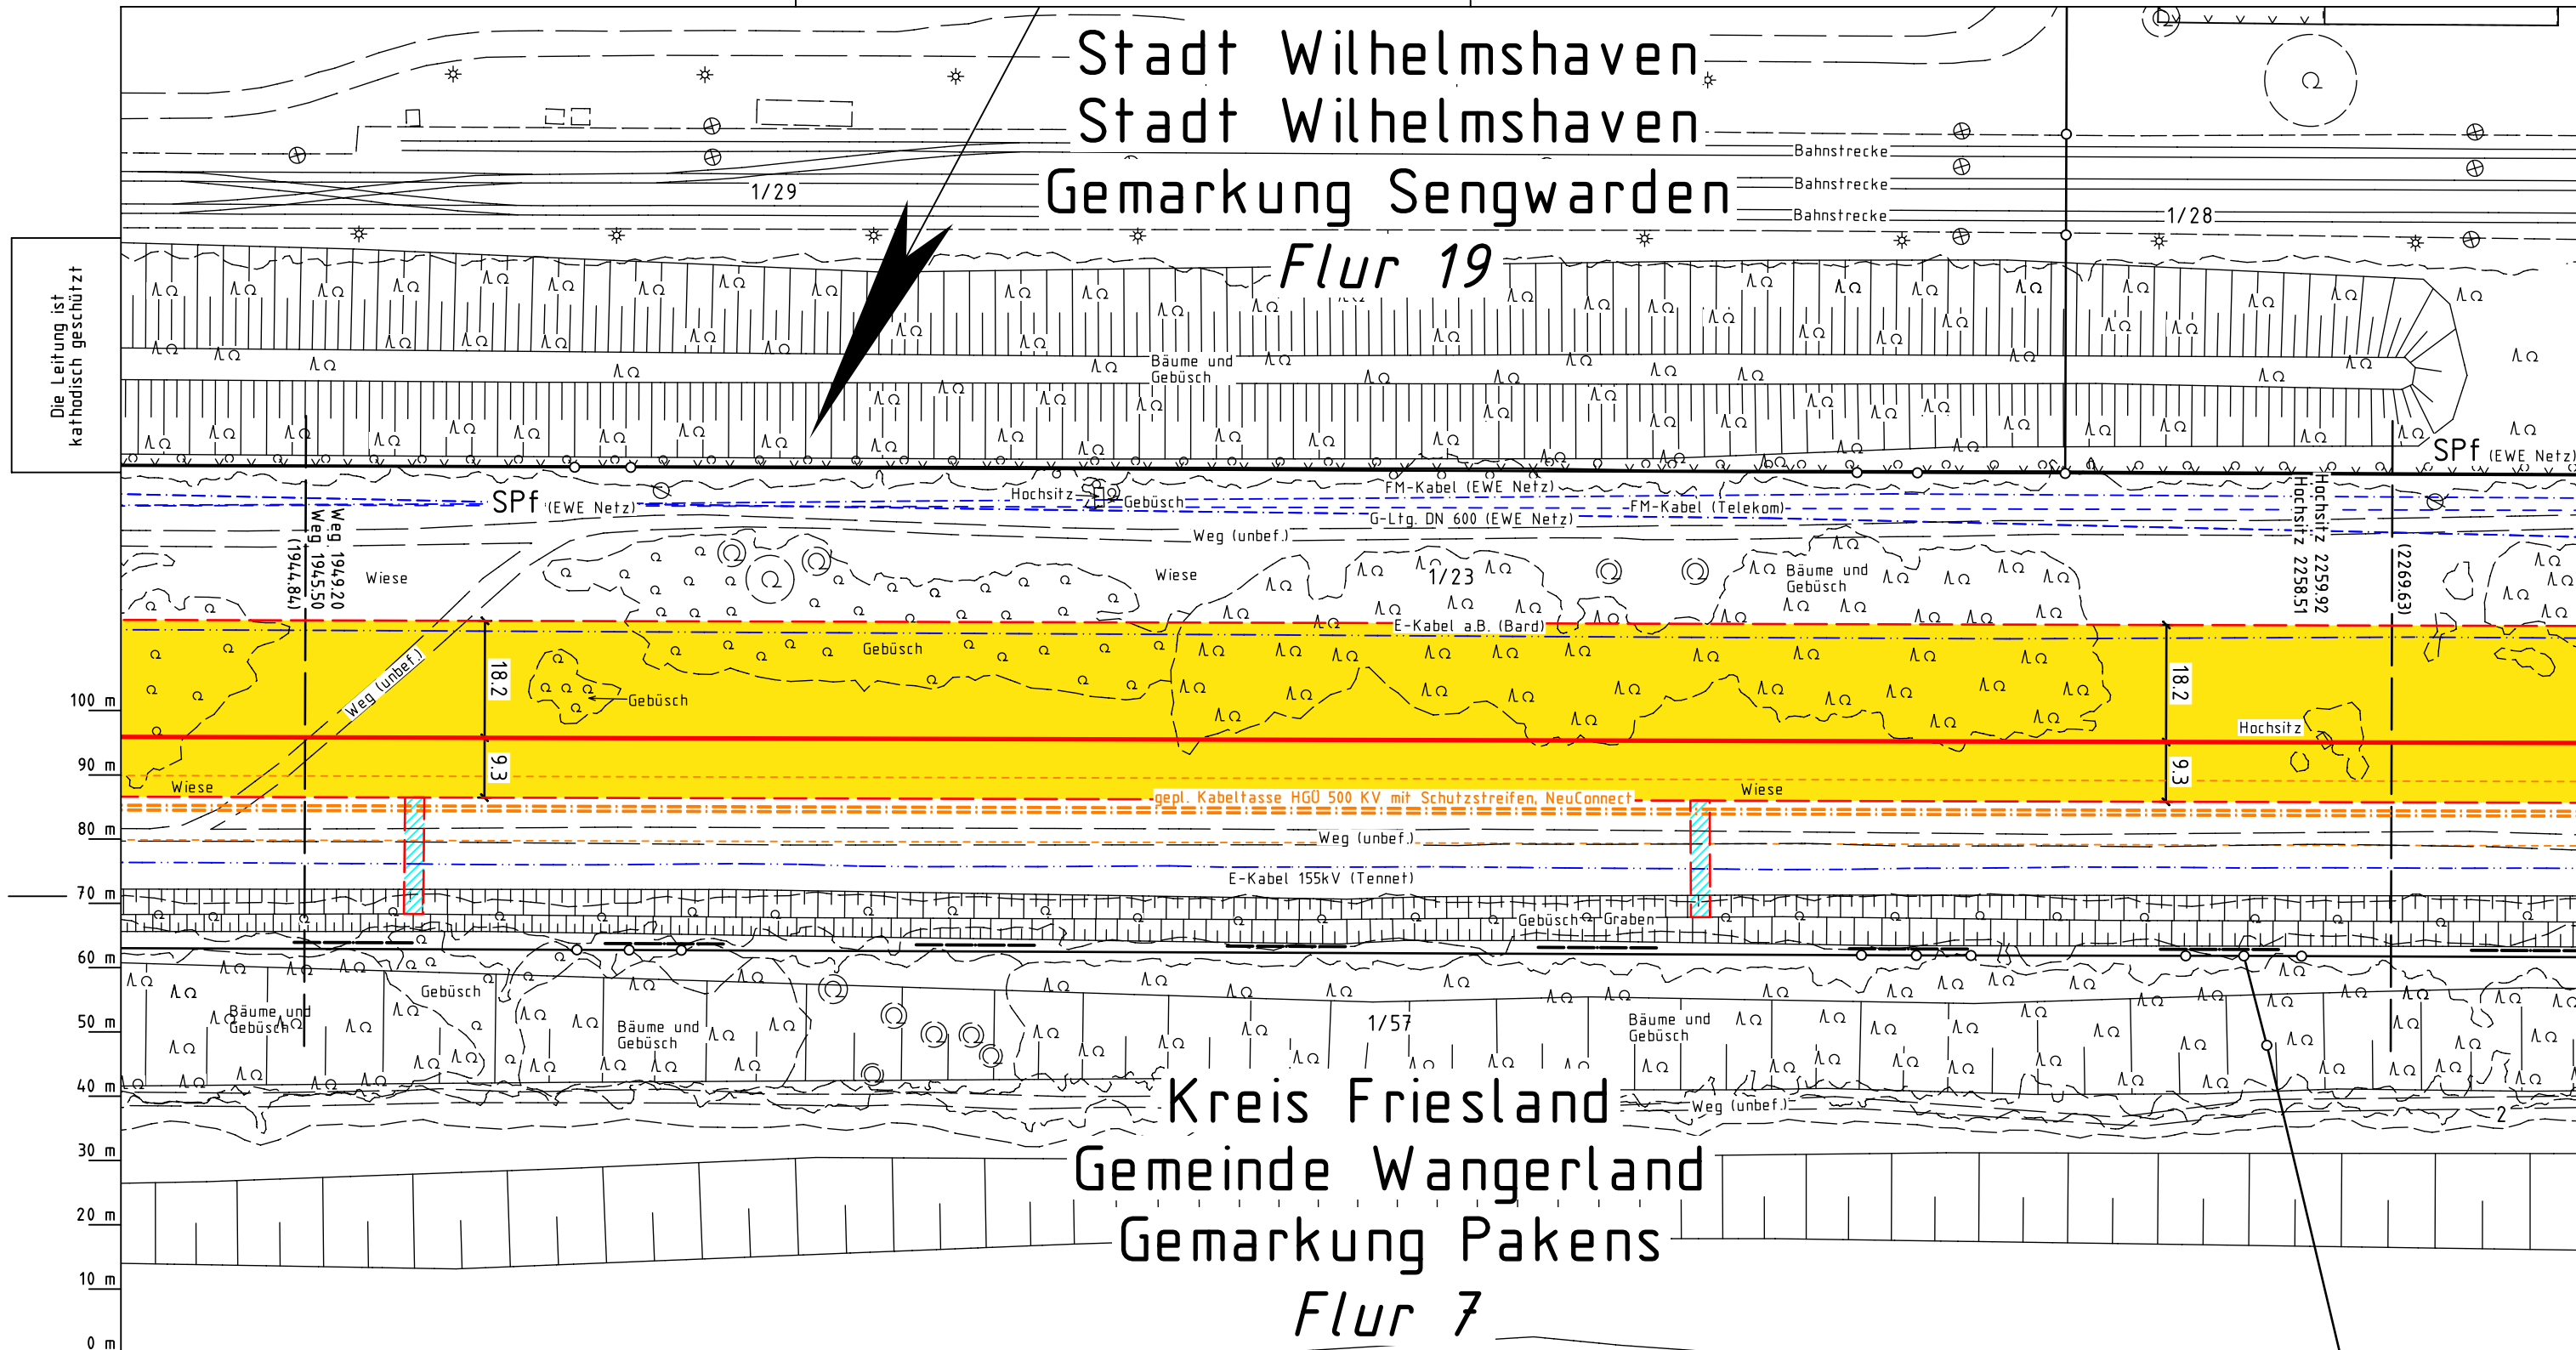 Stadt Wilhelmshaven
Stadt Wilhelmshaven
Gemarkung Sengwarden
Flur 19
Bahnstrecke
Bahnstrecke
Bahnstrecke
1/29
1/28
Die Leitung ist
kathodisch geschützt
Bäume und
Gebüsch
SPf (EWE Netz)
SPf (EWE Netz)
Hochsitz
Gebüsch
FM-Kabel (EWE Netz)
FM-Kabel (Telekom)
G-Ltg. DN 600 (EWE Netz)
Weg (unbef.)
Weg 1949.20
Weg 1945.50
(1944.84)
Hochsitz 2259.92
Hochsitz 2258.51
(2269.63)
Wiese
Wiese
1/23
Bäume und
Gebüsch
E-Kabel a.B. (Bard)
Gebüsch
Weg (unbef.)
18.2
Gebüsch
18.2
Hochsitz
9.3
9.3
Wiese
Wiese
gepl. Kabeltasse HGÜ 500 KV mit Schutzstreifen, NeuConnect
Weg (unbef.)
E-Kabel 155kV (Tennet)
Gebüsch
Graben
Gebüsch
Bäume und
Gebüsch
Bäume und
Gebüsch
1/57
Bäume und
Gebüsch
Weg (unbef.)
2
Kreis Friesland
Gemeinde Wangerland
Gemarkung Pakens
Flur 7
100 m
90 m
80 m
70 m
60 m
50 m
40 m
30 m
20 m
10 m
0 m